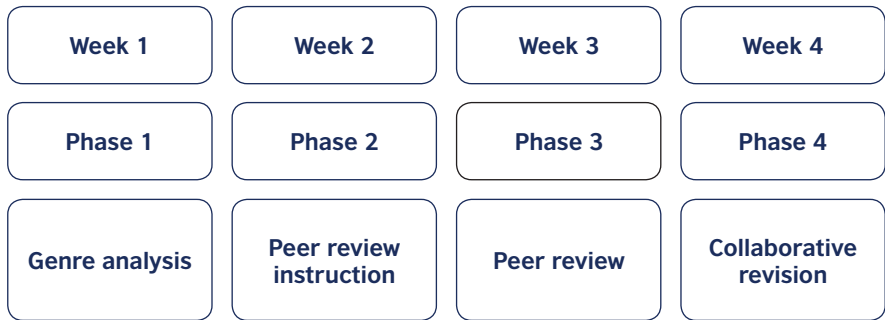 Week 1
Week 2
Week 3
Week 4
Phase 1
Phase 2
Phase 3
Phase 4
Genre analysis
Peer review
instruction
Peer review
Collaborative
revision